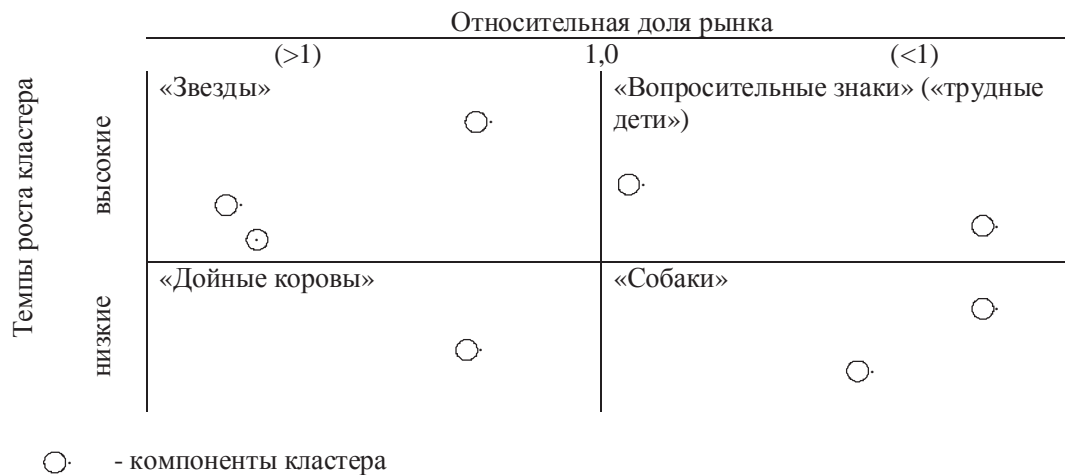 Относительная доля рынка
(>1) 1,0 (<1)
Темпы роста кластера
высокие
«Звезды»
«Вопросительные знаки» («трудные
дети»)
низкие
«Дойные коровы»
«Собаки»
- компоненты кластера